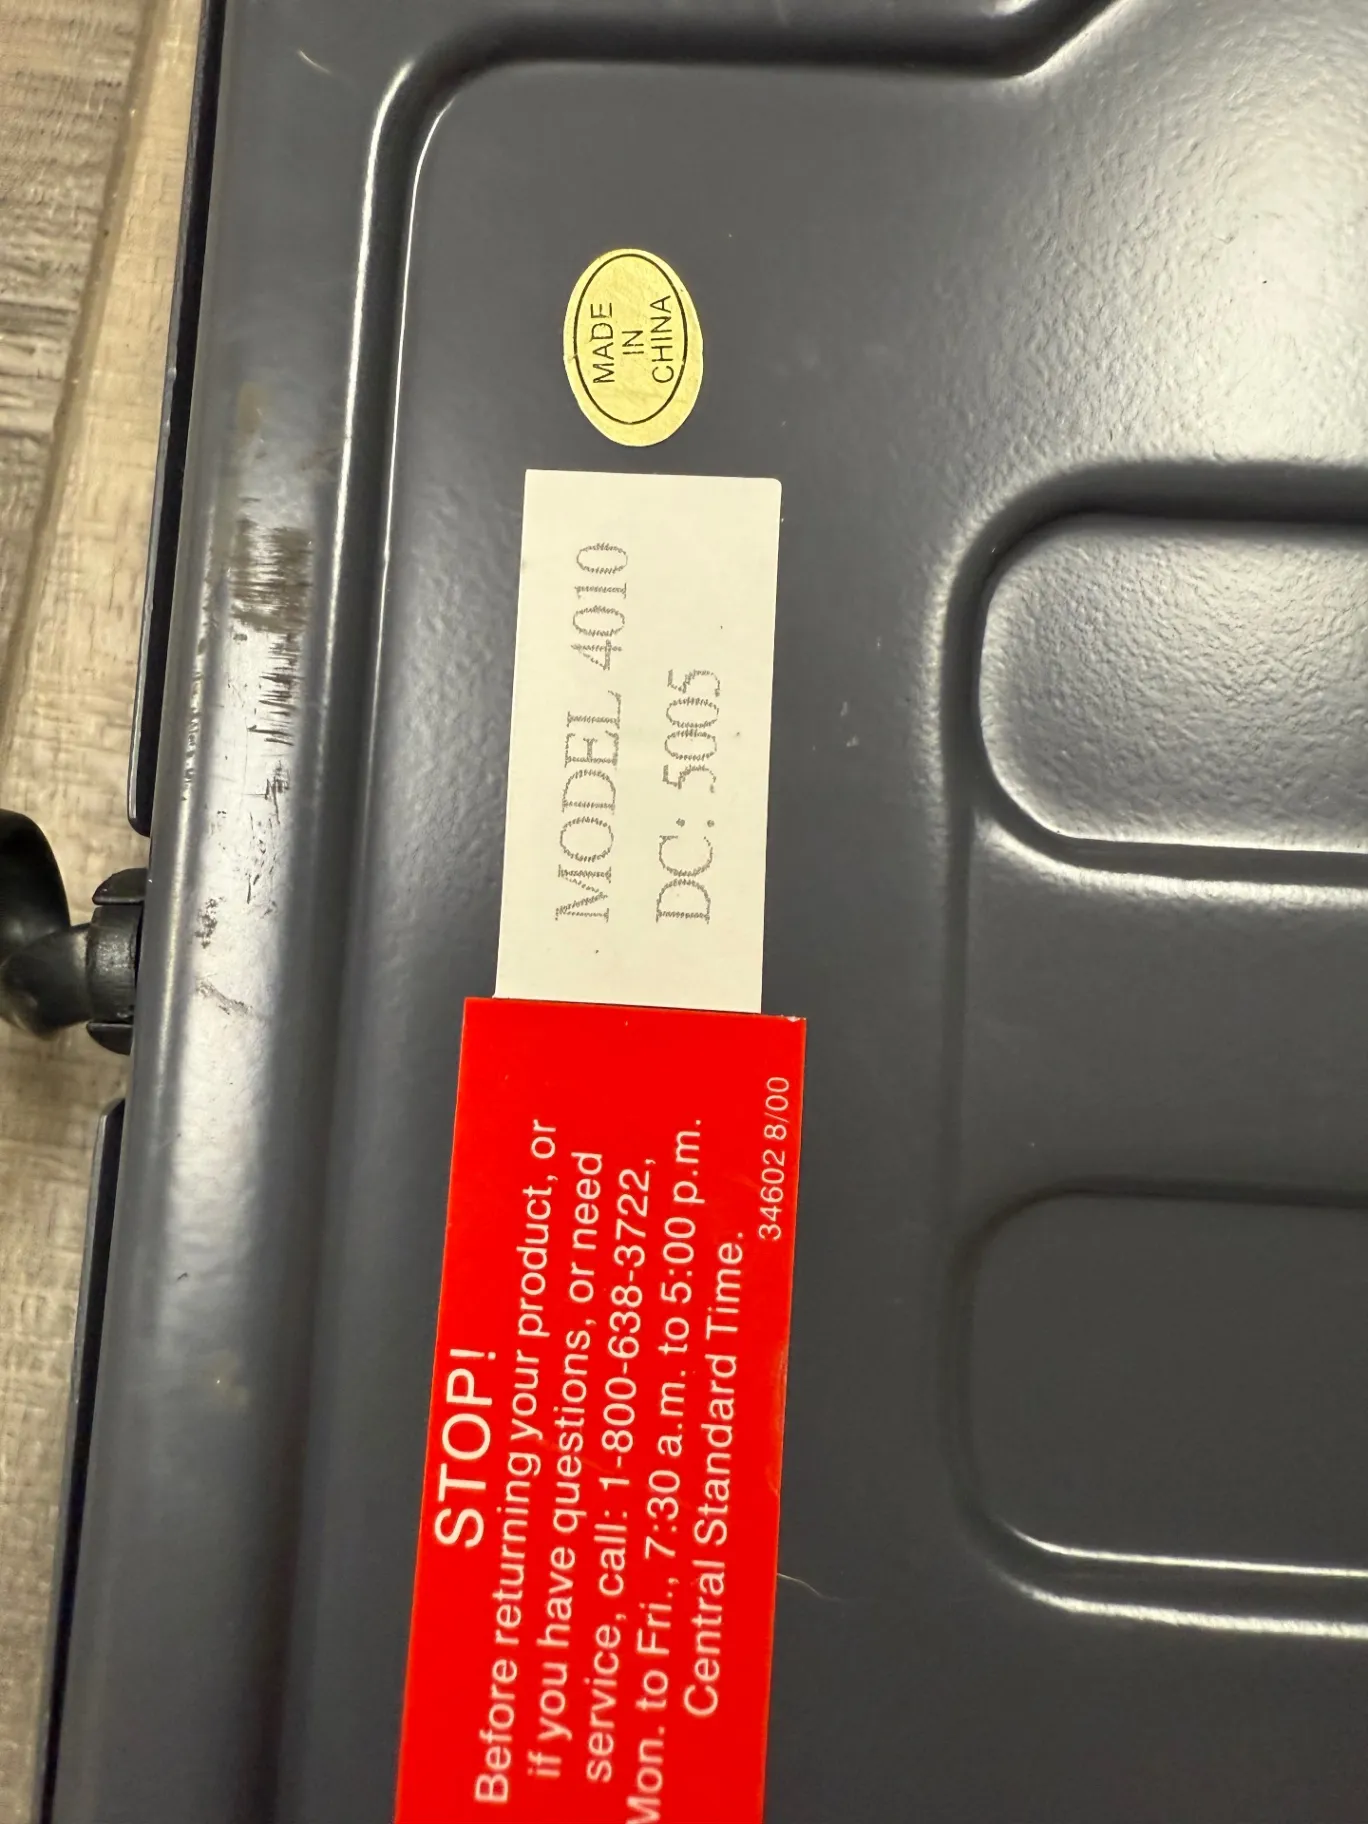 MADE
IN
CHINA
MODEL 4010
DC: 5005
STOP!
Before returning your product, or
if you have questions, or need
service, call: 1-800-638-3722,
Mon. to Fri., 7:30 a.m. to 5:00 p.m.
Central Standard Time.
34602 8/00